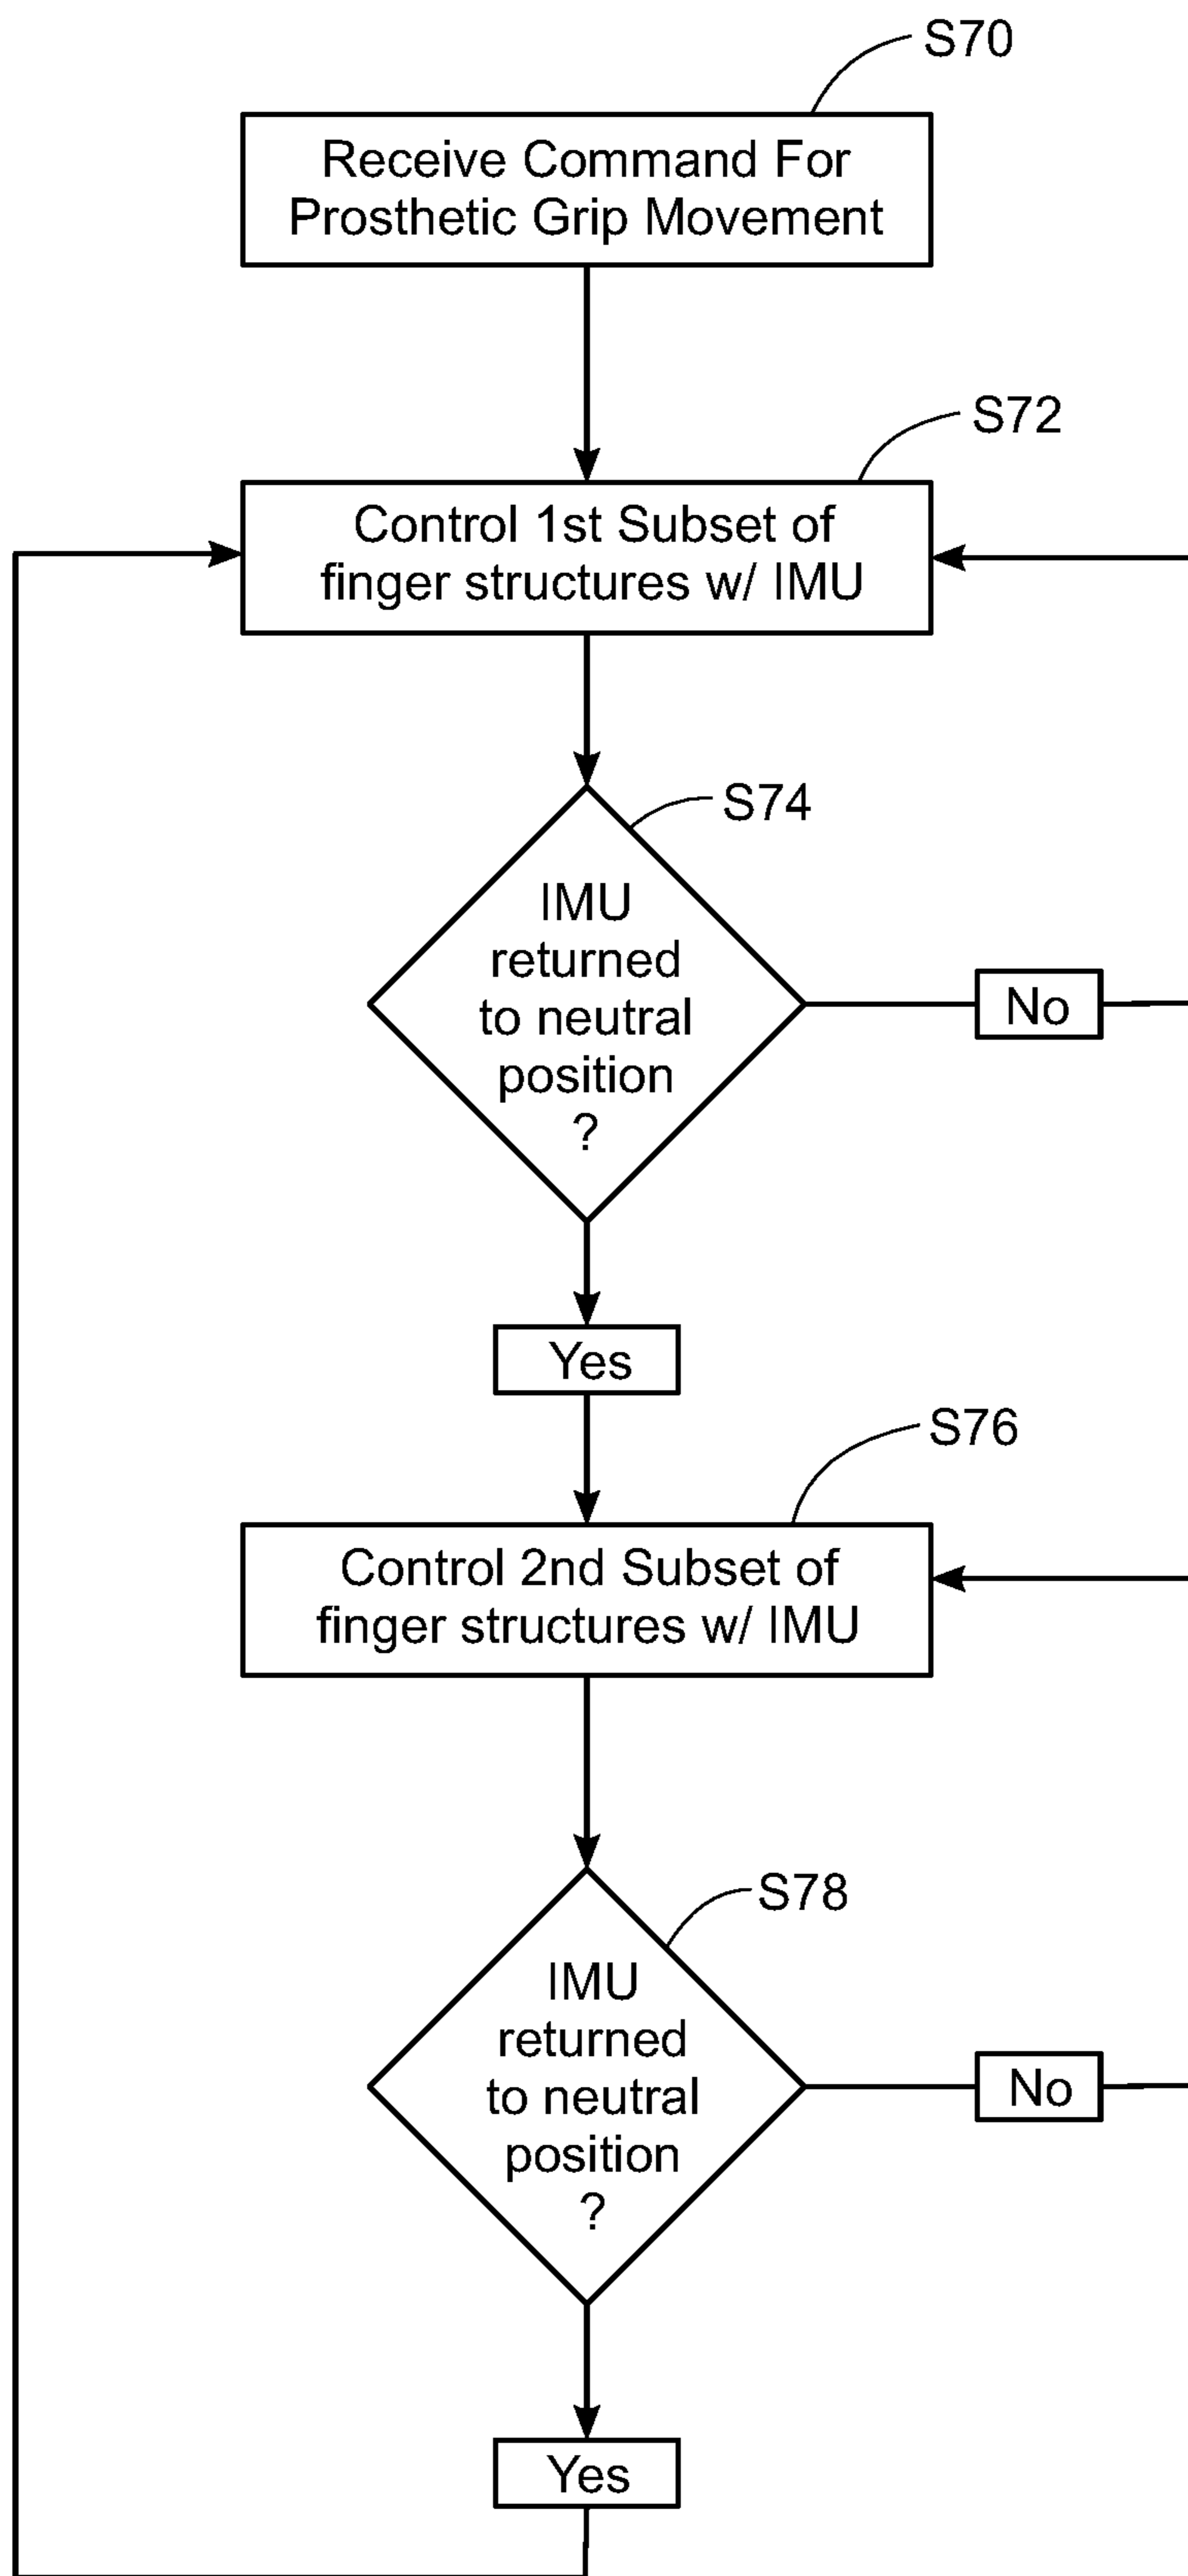 S70
Receive Command For
Prosthetic Grip Movement
S72
Control 1st Subset of
finger structures w/ IMU
S74
IMU
returned
to neutral
position
?
No
Yes
S76
Control 2nd Subset of
finger structures w/ IMU
S78
IMU
returned
to neutral
position
?
No
Yes